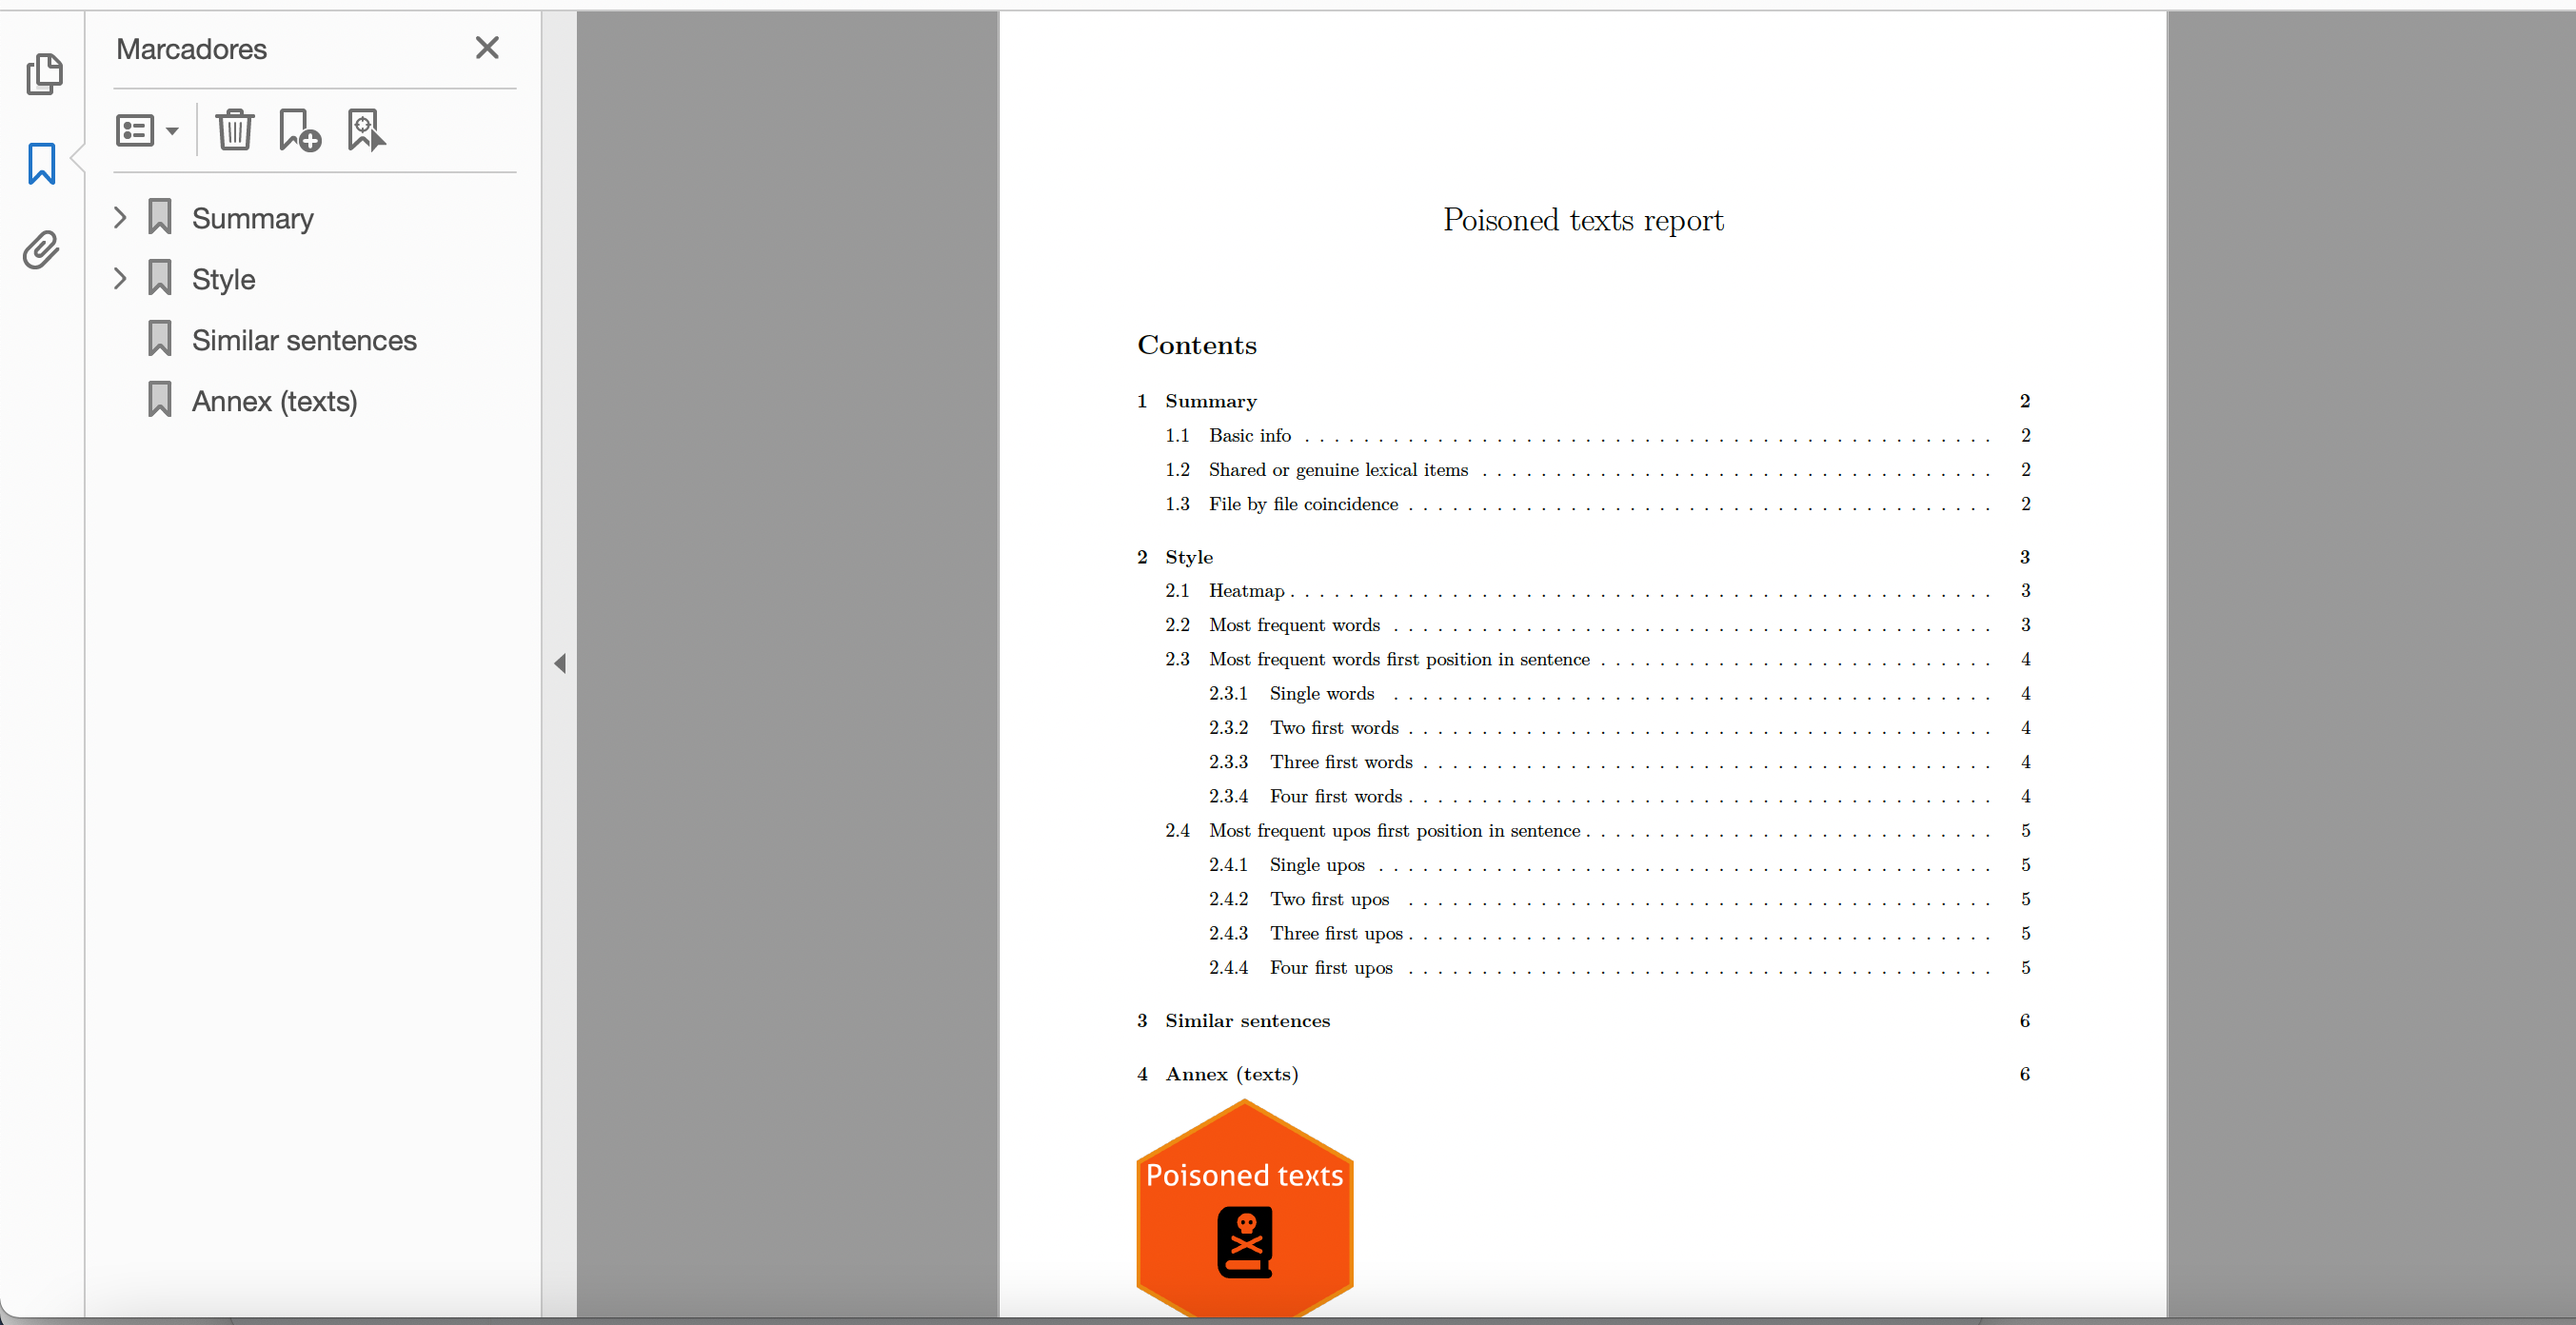 Marcadores
Summary
Style
Similar sentences
Annex (texts)
Poisoned texts report
Contents
1 Summary 2
1.1 Basic info . . . . . . . . . . . . . . . . . . . . . . . . . . . . . . . . . . . . . . . . . . . . . . . 2
1.2 Shared or genuine lexical items . . . . . . . . . . . . . . . . . . . . . . . . . . . . . . . . . . . 2
1.3 File by file coincidence . . . . . . . . . . . . . . . . . . . . . . . . . . . . . . . . . . . . . . . . 2
2 Style 3
2.1 Heatmap . . . . . . . . . . . . . . . . . . . . . . . . . . . . . . . . . . . . . . . . . . . . . . . . 3
2.2 Most frequent words . . . . . . . . . . . . . . . . . . . . . . . . . . . . . . . . . . . . . . . . . 3
2.3 Most frequent words first position in sentence . . . . . . . . . . . . . . . . . . . . . . . . . . . 4
2.3.1 Single words . . . . . . . . . . . . . . . . . . . . . . . . . . . . . . . . . . . . . . . . . 4
2.3.2 Two first words . . . . . . . . . . . . . . . . . . . . . . . . . . . . . . . . . . . . . . . . 4
2.3.3 Three first words . . . . . . . . . . . . . . . . . . . . . . . . . . . . . . . . . . . . . . . 4
2.3.4 Four first words . . . . . . . . . . . . . . . . . . . . . . . . . . . . . . . . . . . . . . . . 4
2.4 Most frequent upos first position in sentence . . . . . . . . . . . . . . . . . . . . . . . . . . . . 5
2.4.1 Single upos . . . . . . . . . . . . . . . . . . . . . . . . . . . . . . . . . . . . . . . . . . 5
2.4.2 Two first upos . . . . . . . . . . . . . . . . . . . . . . . . . . . . . . . . . . . . . . . . 5
2.4.3 Three first upos . . . . . . . . . . . . . . . . . . . . . . . . . . . . . . . . . . . . . . . . 5
2.4.4 Four first upos . . . . . . . . . . . . . . . . . . . . . . . . . . . . . . . . . . . . . . . . 5
3 Similar sentences 6
4 Annex (texts) 6
Poisoned texts